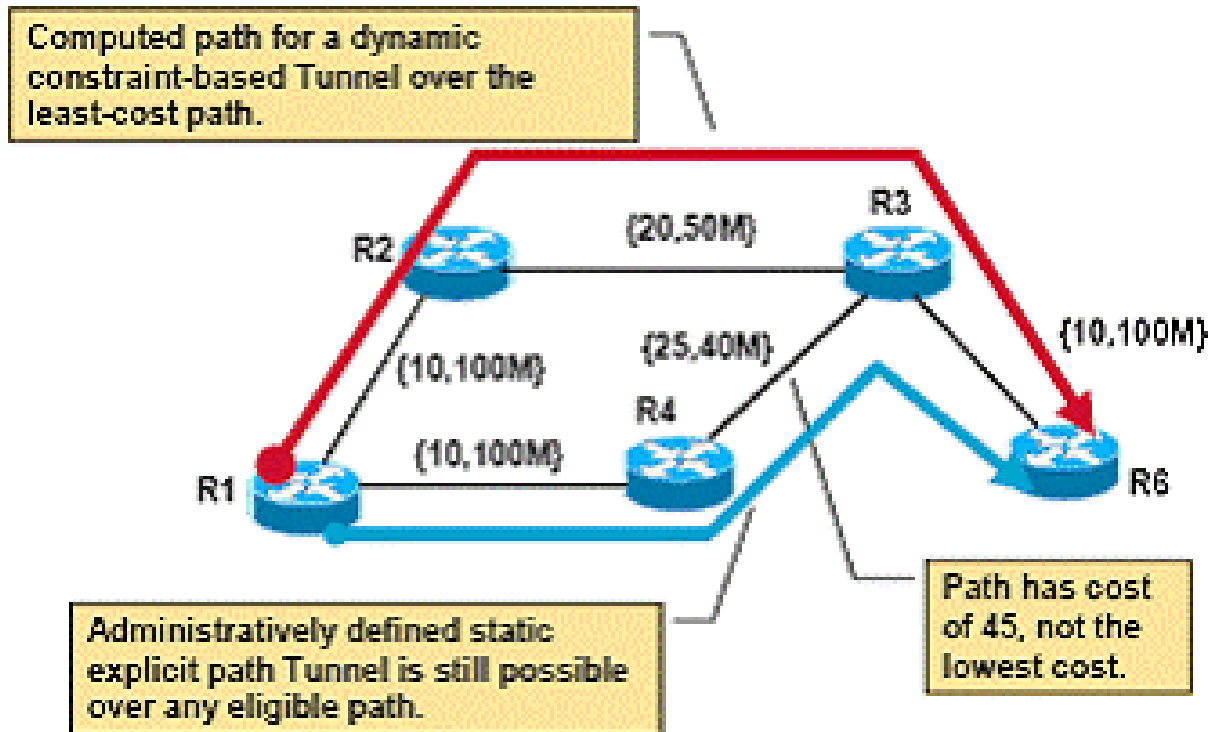 Computed path for a dynamic
constraint-based Tunnel over the
least-cost path.
R3
{20,50M}
R2
{10,100M}
{25,40M}
{10,100M}
R4
{10,100M}
R1
R6
Path has cost
of 45, not the
lowest cost.
Administratively defined static
explicit path Tunnel is still possible
over any eligible path.